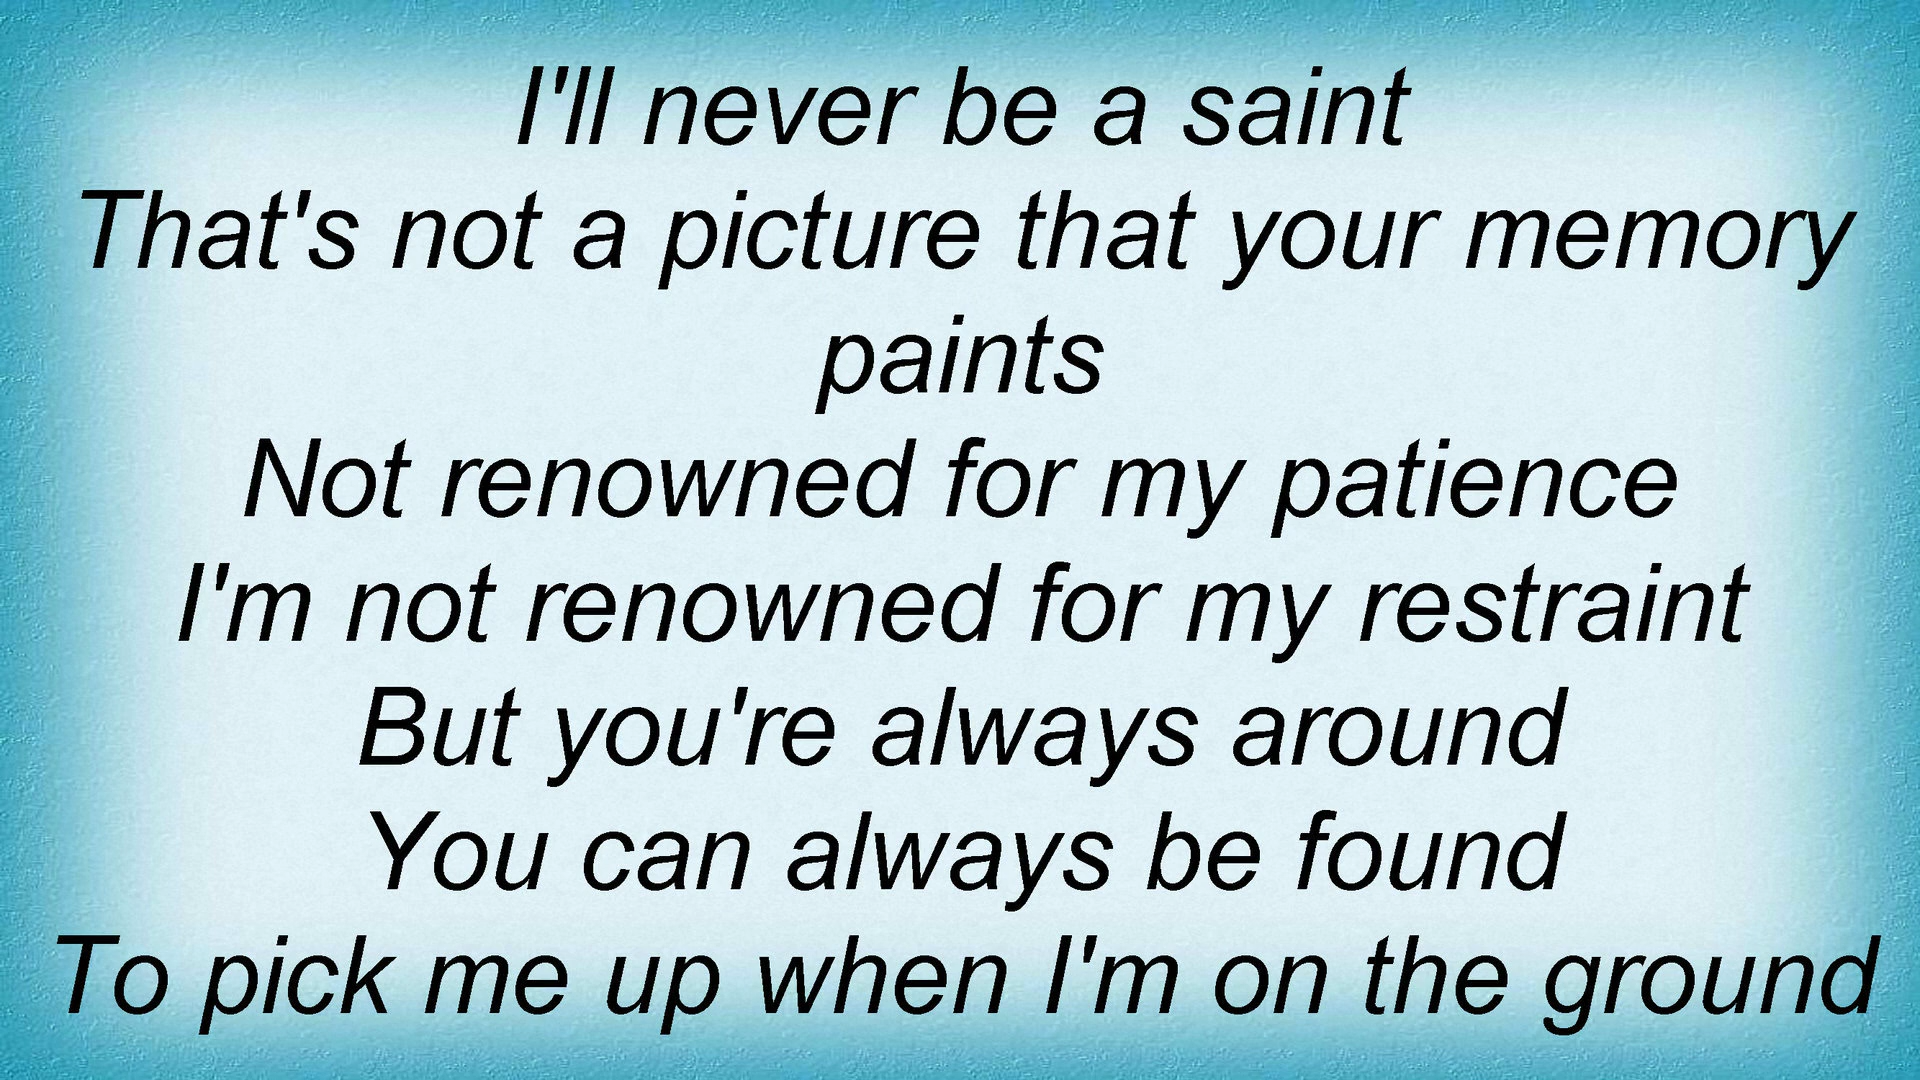 I'll never be a saint
That's not a picture that your memory
paints
Not renowned for my patience
I'm not renowned for my restraint
But you're always around
You can always be found
To pick me up when I'm on the ground